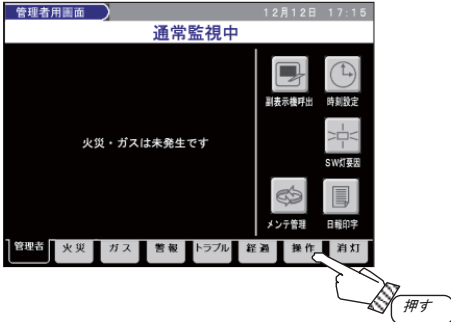 管理者用画面
12月12日 17:15
通常監視中
火災・ガスは未発生です
副表示機呼出
時刻設定
SW灯要因
メンテ管理
日報印字
管理者
火災
ガス
警報
トラブル
経過
操作
消灯
押す